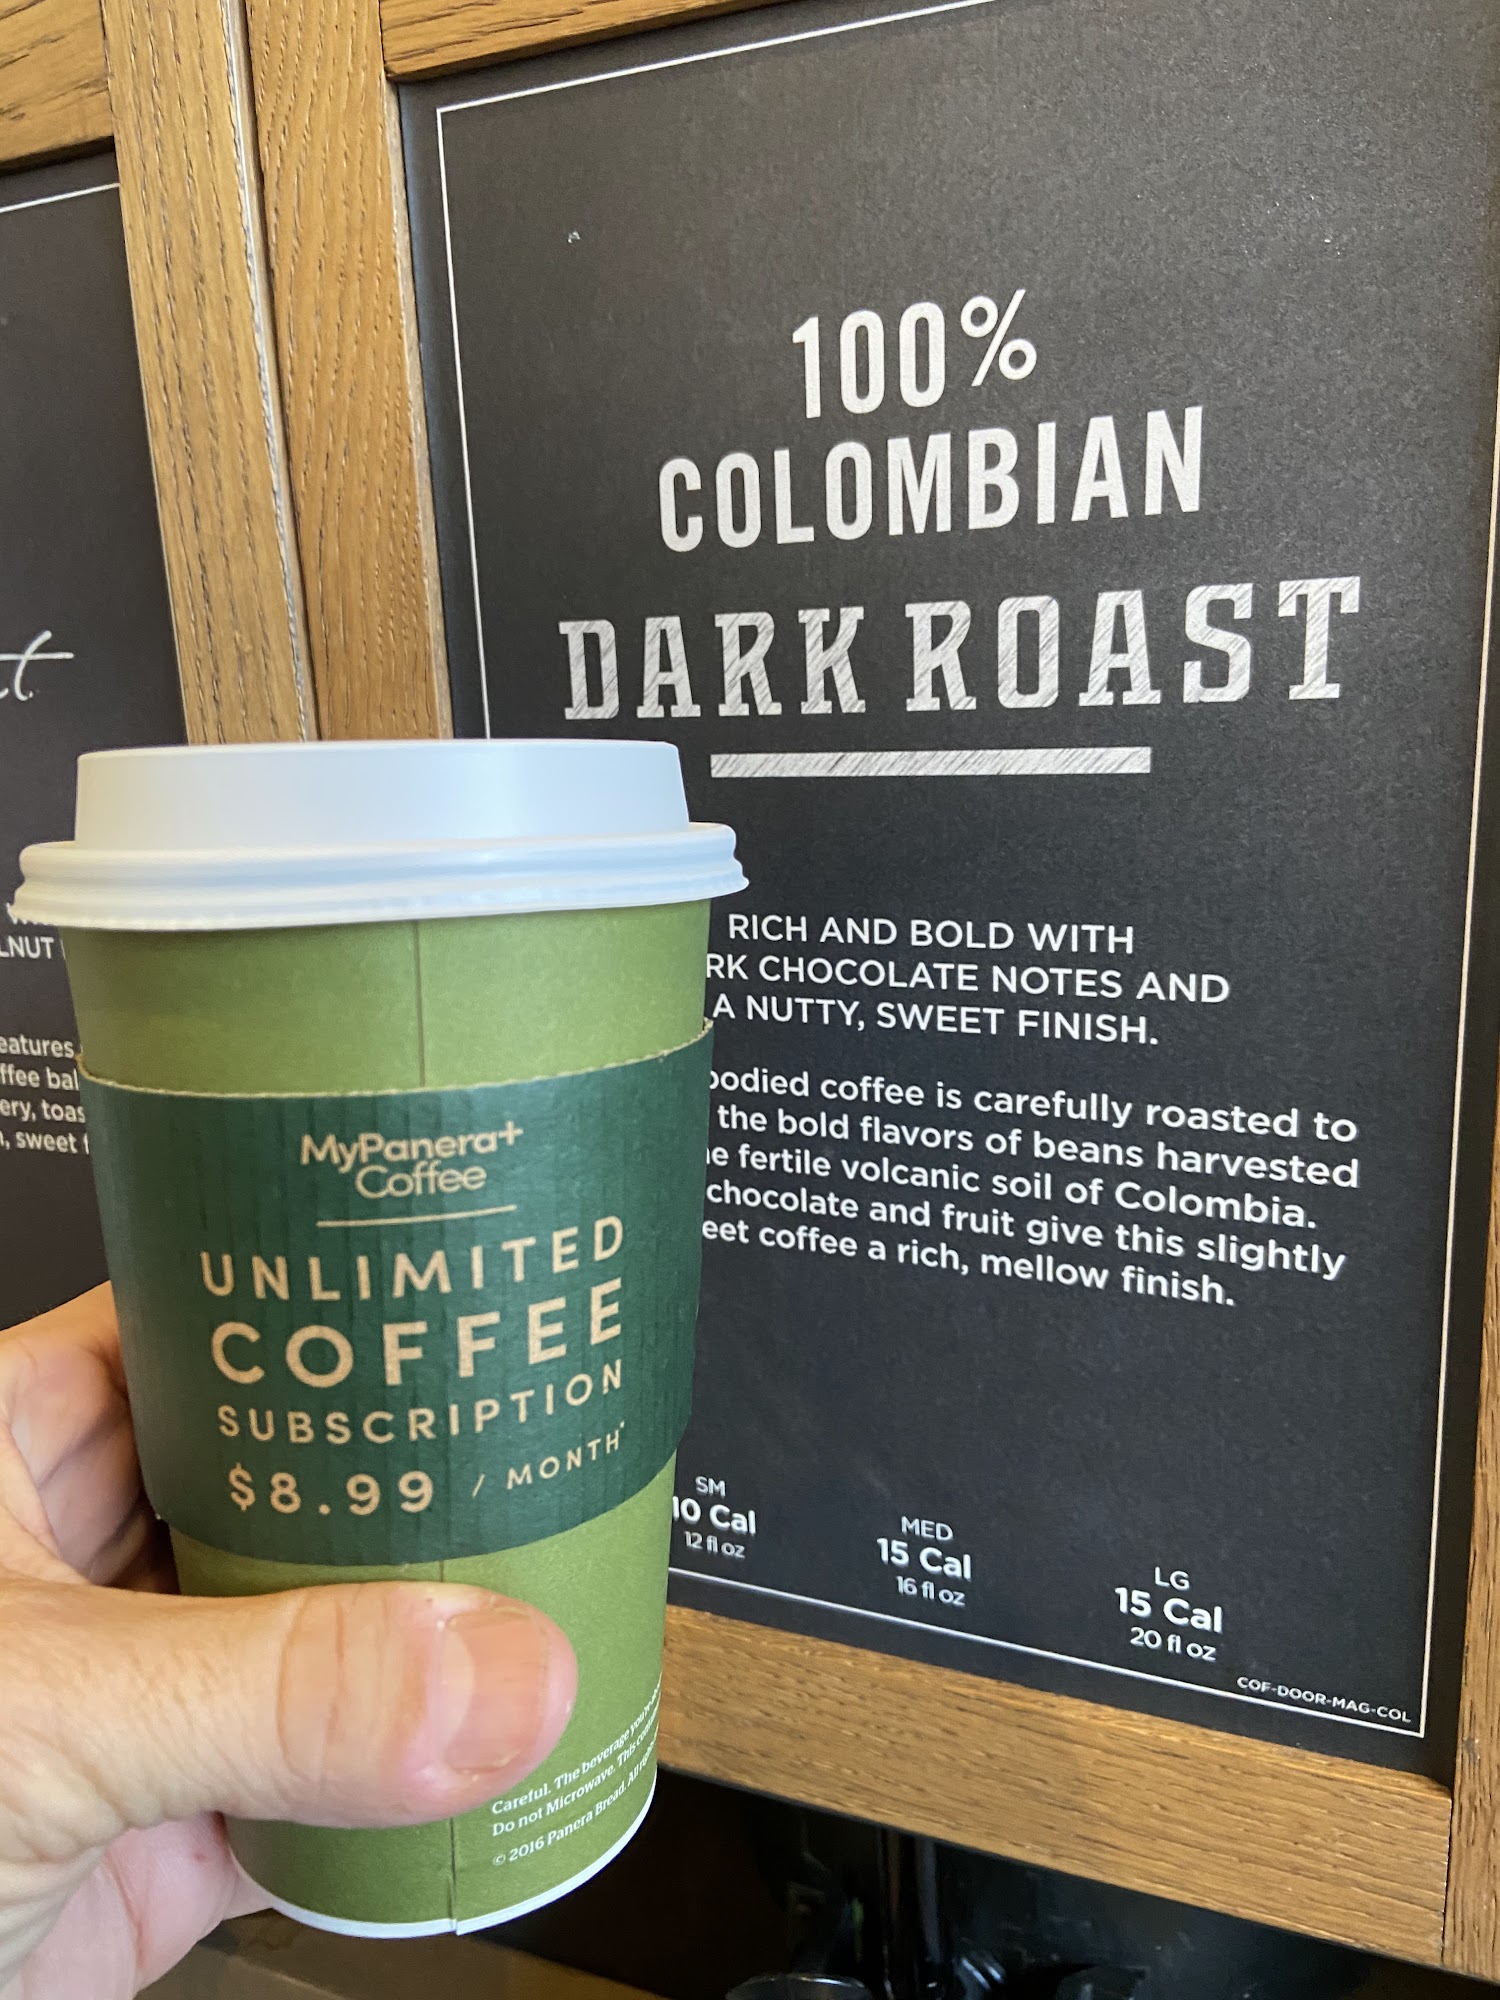 100%
COLOMBIAN
DARK ROAST
RICH AND BOLD WITH
CHOCOLATE NOTES AND
A NUTTY, SWEET FINISH.
coffee is carefully roasted to
the bold flavors of beans harvested
fertile volcanic soil of Colombia.
chocolate and fruit give this slightly
coffee a rich, mellow finish.
SM
10 Cal
12 fl oz
MED
15 Cal
16 fl oz
LG
15 Cal
20 fl oz
COF-DOOR-MAG-COL
MyPanera+
Coffee
UNLIMITED
COFFEE
SUBSCRIPTION
$8.99 / MONTH*
Careful. The beverage you're
Do not Microwave. This
© 2016 Panera Bread. All
sweet